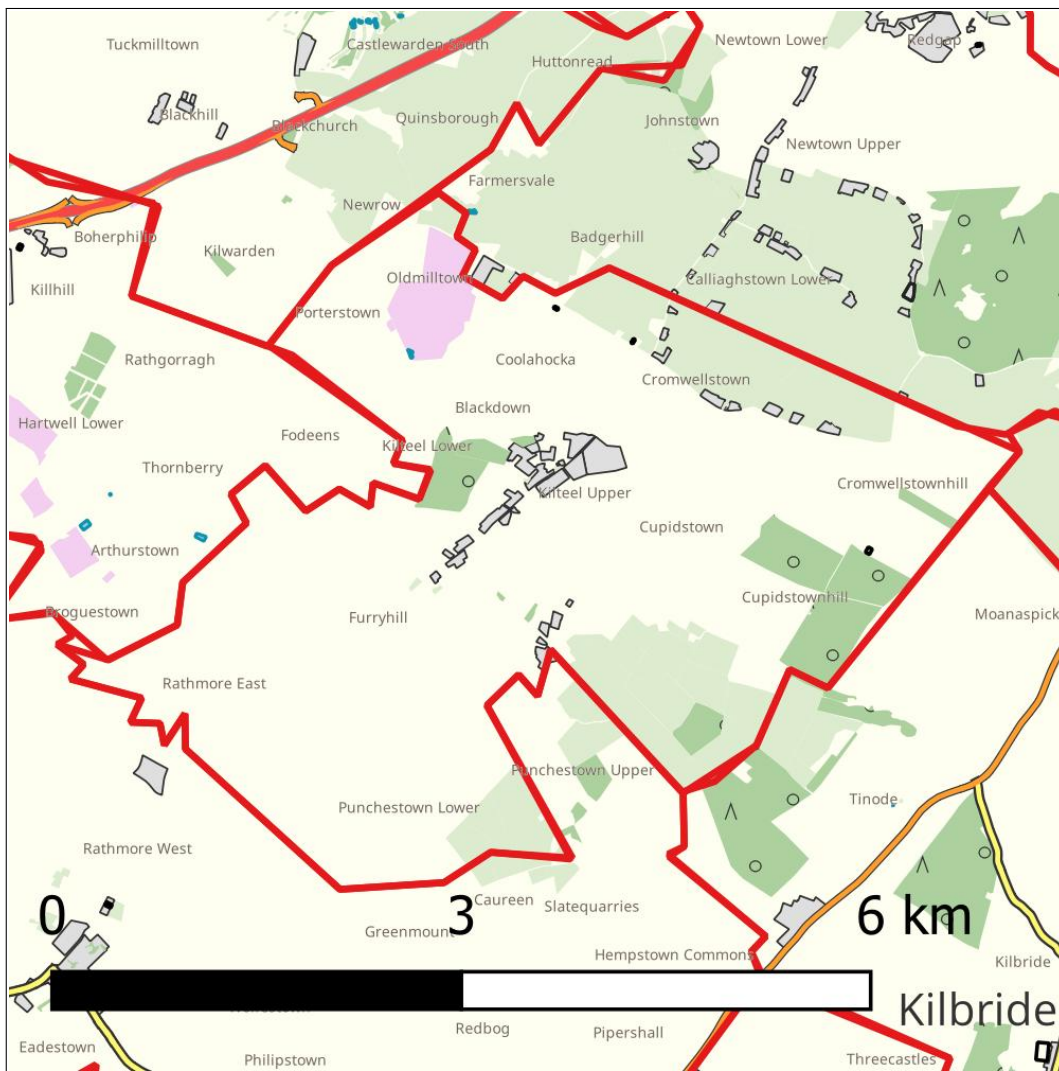 Tuckmilltown
Castlewarden South
Newtown Lower
Redgap
Huttonread
Blackhill
Blackchurch
Quinsborough
Johnstown
Newtown Upper
Farmersvale
Newrow
Boherphilip
Kilwarden
Badgerhill
Killhill
Oldmilltown
Calliaghstown Lower
Porterstown
Rathgorragh
Coolahocka
Cromwellstown
Hartwell Lower
Blackdown
Fodeens
Kilteel Lower
Thornberry
Kilteel Upper
Cromwellstownhill
Cupidstown
Arthurstown
Broguestown
Furryhill
Cupidstownhill
Moanaspick
Rathmore East
Punchestown Upper
Punchestown Lower
Tinode
Rathmore West
Caureen
Slatequarries
0 3 6 km
Greenmount
Hempstown Commons
Kilbride
Kilbride
Redbog
Pipershall
Eadestown
Philipstown
Threecastles